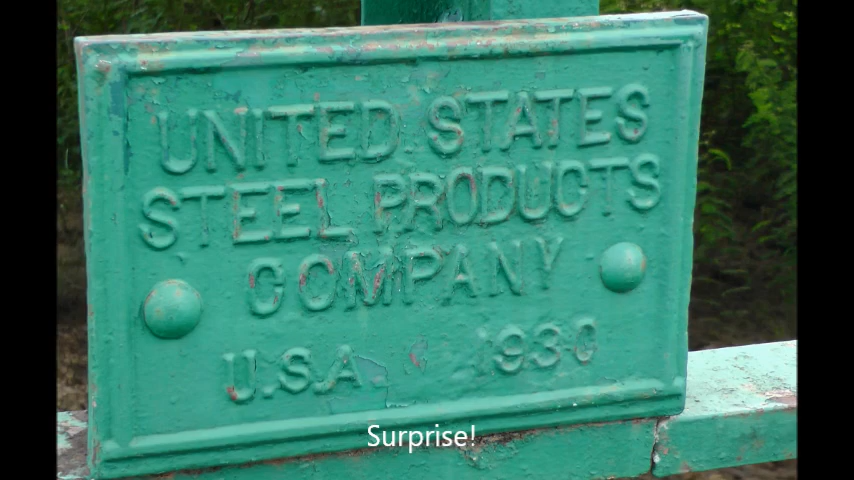 UNITED STATES
STEEL PRODUCTS
COMPANY
U.S.A 1930
Surprise!